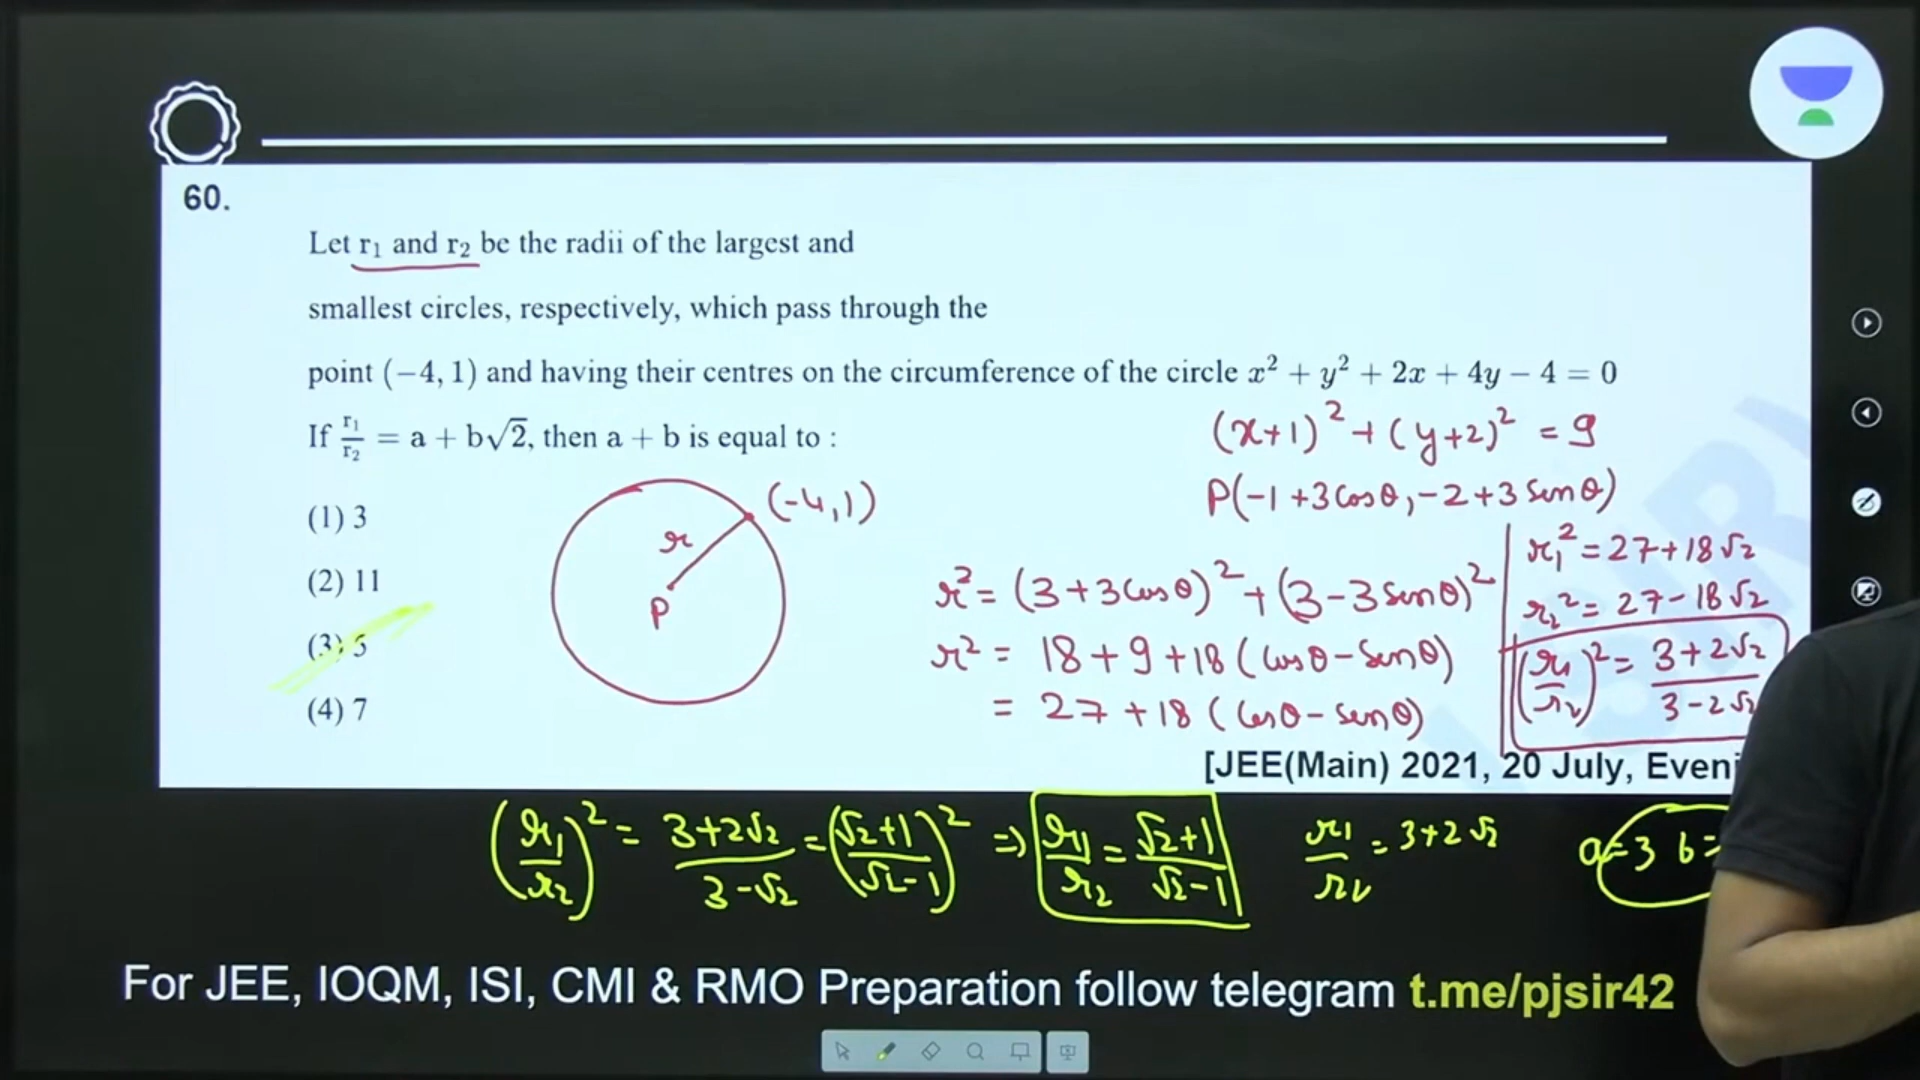 60.
Let r₁ and r₂ be the radii of the largest and
smallest circles, respectively, which pass through the
point (−4, 1) and having their centres on the circumference of the circle x² + y² + 2x + 4y − 4 = 0
If r₁/r₂ = a + b√2, then a + b is equal to :
(1) 3
(2) 11
(3) 5
(4) 7
(-4,1)
r
P
(x+1)² + (y+2)² = 9
P(-1+3cosθ, -2+3sinθ)
r² = (3+3cosθ)² + (3-3sinθ)²
r² = 18+9+18(cosθ-sinθ)
= 27+18(cosθ-sinθ)
r₁² = 27+18√2
r₂² = 27-18√2
(r₁/r₂)² = (3+2√2)/(3-2√2)
[JEE(Main) 2021, 20 July, Eveni
(r₁/r₂)² = (3+2√2)/(3-√2) = ((√2+1)/(√2-1))² ⇒ r₁/r₂ = (√2+1)/(√2-1) r₁/r₂ = 3+2√2 a=3 b=
For JEE, IOQM, ISI, CMI & RMO Preparation follow telegram t.me/pjsir42